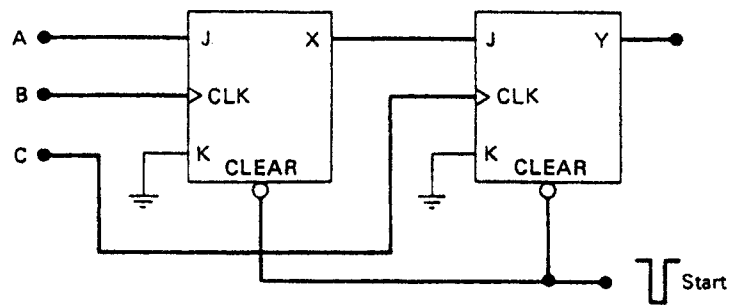 A J X J Y
B CLK CLK
C K K
CLEAR CLEAR
Start